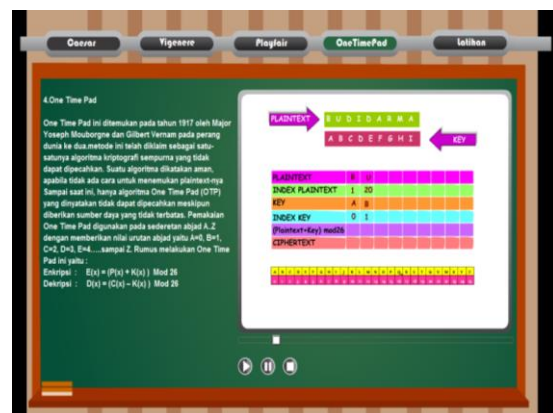 Caesar Vigenere Playfair OneTimePad latihan
4.One Time Pad
One Time Pad ini ditemukan pada tahun 1917 oleh Major
Yoseph Mouborgne dan Gilbert Vernam pada perang
dunia ke dua.metode ini telah diklaim sebagai satu-
satunya algoritma kriptografi sempurna yang tidak
dapat dipecahkan. Suatu algoritma dikatakan aman,
apabila tidak ada cara untuk menemukan plaintext-nya
Sampai saat ini, hanya algoritma One Time Pad (OTP)
yang dinyatakan tidak dapat dipecahkan meskipun
diberikan sumber daya yang tidak terbatas. Pemakaian
One Time Pad digunakan pada sederetan abjad A..Z
dengan memberikan nilai urutan abjad yaitu A=0, B=1,
C=2, D=3, E=4.....sampai Z. Rumus melakukan One Time
Pad ini yaitu :
Enkripsi : E(x) = (P(x) + K(x) ) Mod 26
Dekripsi : D(x) = (C(x) – K(x) ) Mod 26
PLAINTEXT B U D I D A R M A
A B C D E F G H I KEY
PLAINTEXT B U
INDEX PLAINTEXT 1 20
KEY A B
INDEX KEY 0 1
(Plaintext+Key) mod26
CIPHERTEXT